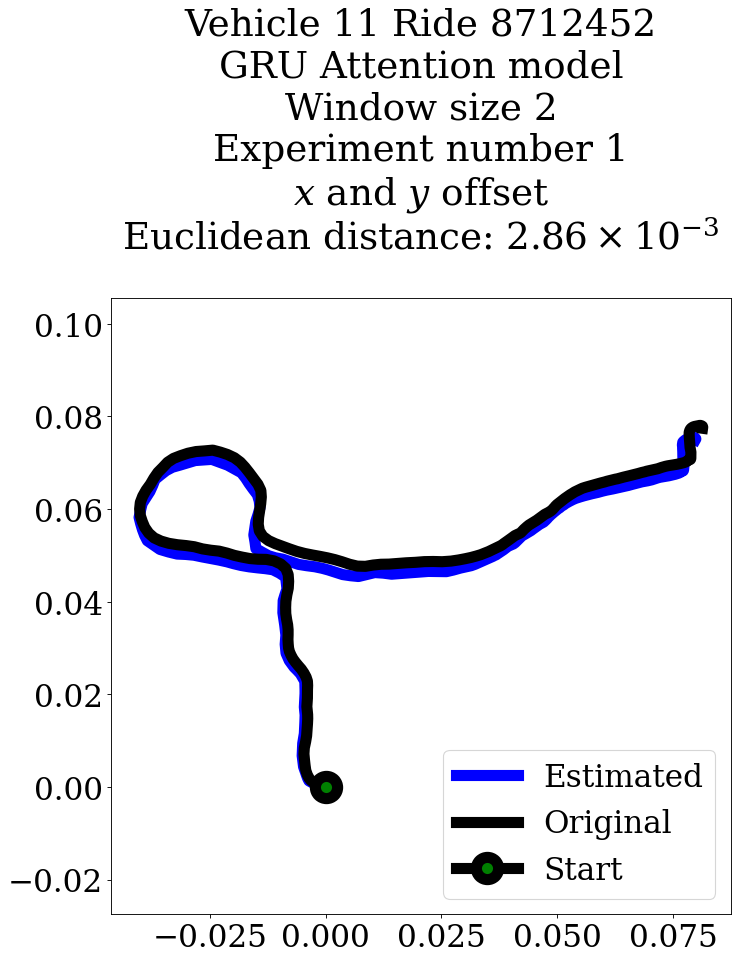 Vehicle 11 Ride 8712452
GRU Attention model
Window size 2
Experiment number 1
x and y offset
Euclidean distance: 2.86 × 10⁻³
0.10
0.08
0.06
0.04
0.02
0.00
−0.02
Estimated
Original
Start
−0.025 0.000 0.025 0.050 0.075